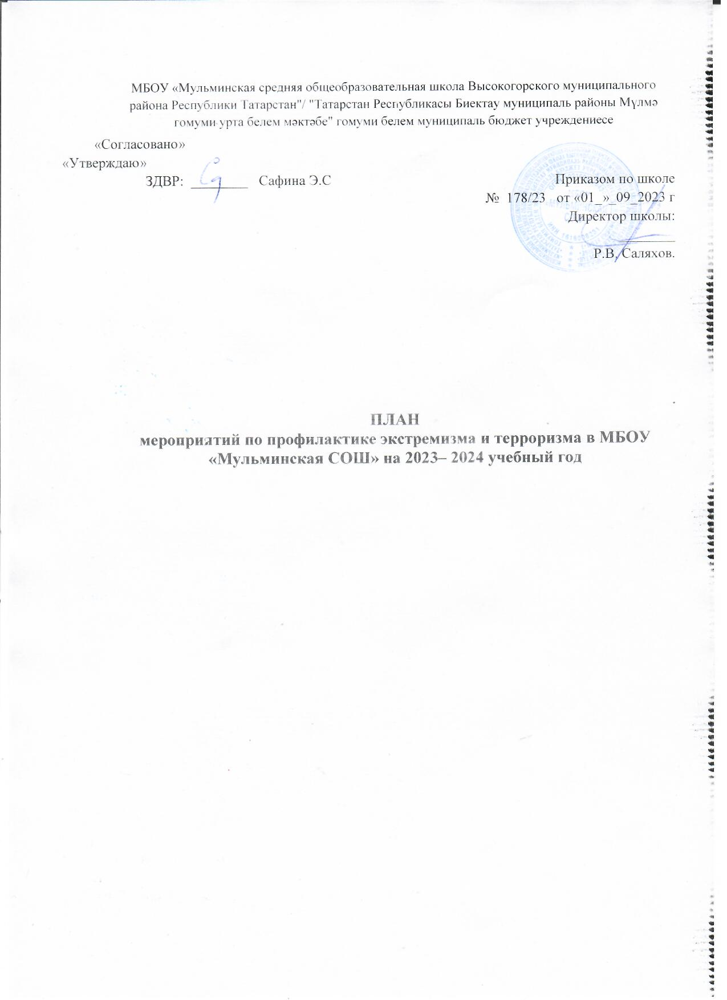 МБОУ «Мульминская средняя общеобразовательная школа Высокогорского муниципального
района Республики Татарстан"/ "Татарстан Республикасы Биектау муниципаль районы Мүлмә
гомуми урта белем мәктәбе" гомуми белем муниципаль бюджет учреждениесе
«Согласовано»
«Утверждаю»
ЗДВР: ________ Сафина Э.С
Приказом по школе
№ 178/23 от «01_»_09_2023 г
Директор школы:
________
Р.В. Саляхов.
ПЛАН
мероприятий по профилактике экстремизма и терроризма в МБОУ
«Мульминская СОШ» на 2023– 2024 учебный год